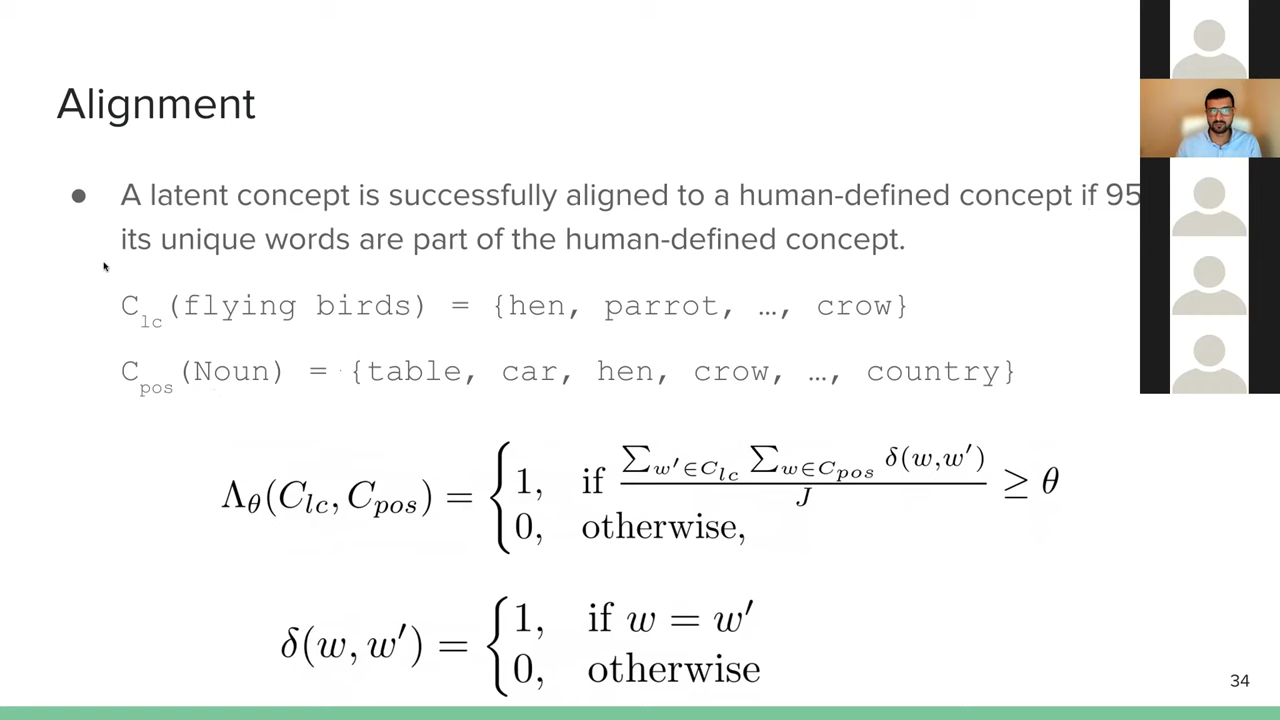 Alignment
● A latent concept is successfully aligned to a human-defined concept if 95
its unique words are part of the human-defined concept.
C_lc(flying birds) = {hen, parrot, …, crow}
C_pos(Noun) = {table, car, hen, crow, …, country}
Λ_θ(C_lc, C_pos) = { 1, if (∑_{w′∈C_lc} ∑_{w∈C_pos} δ(w,w′)) / J ≥ θ
0, otherwise,
δ(w, w′) = { 1, if w = w′
0, otherwise
34